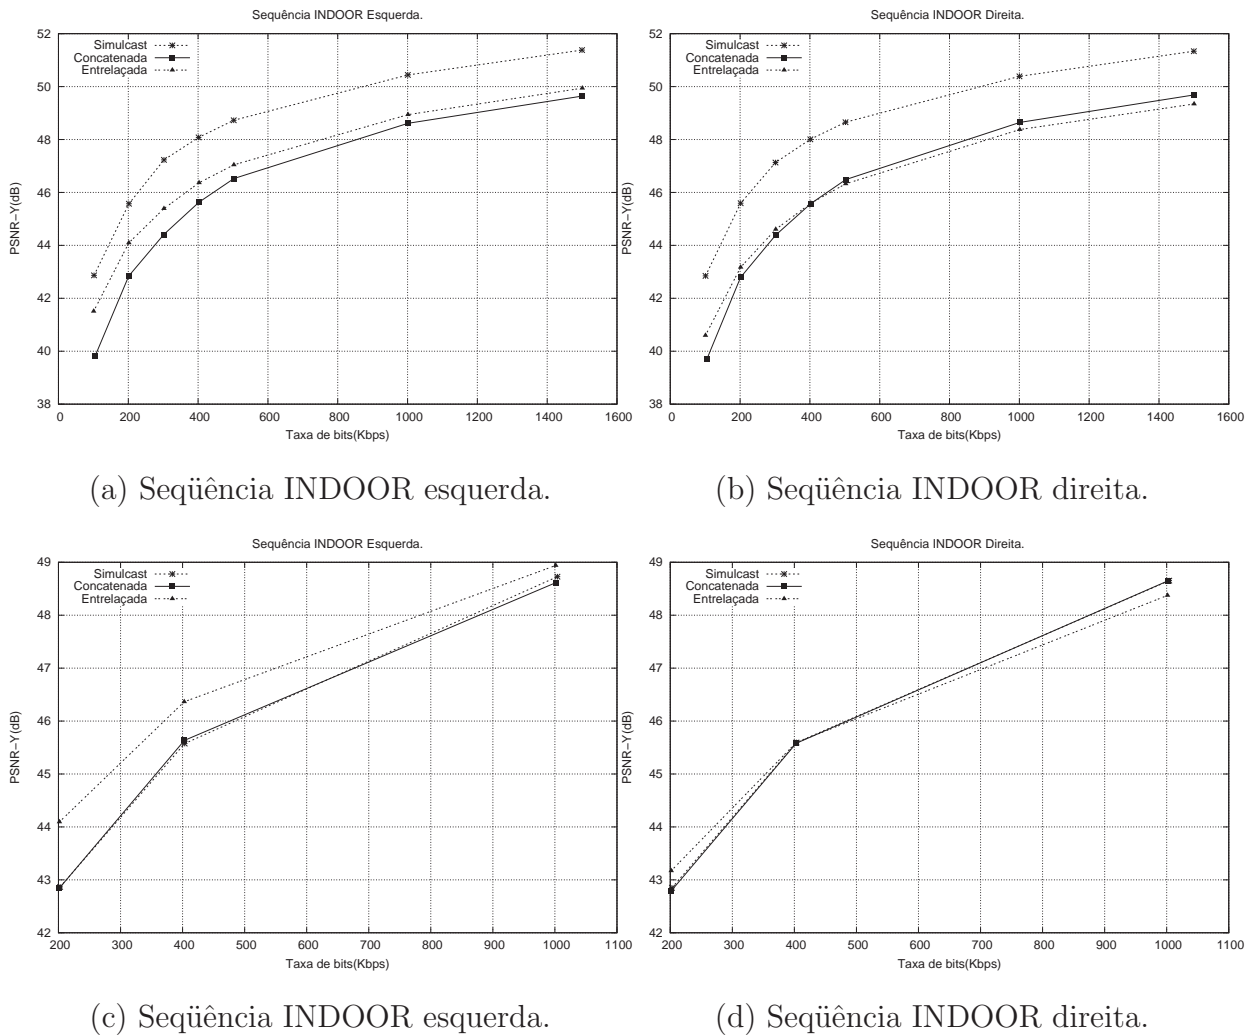 Sequência INDOOR Esquerda.
52
50
48
46
44
42
40
38
PSNR-Y(dB)
Simulcast
Concatenada
Entrelaçada
0 200 400 600 800 1000 1200 1400 1600
Taxa de bits(Kbps)
(a) Seqüência INDOOR esquerda.
Sequência INDOOR Direita.
52
50
48
46
44
42
40
38
PSNR-Y(dB)
Simulcast
Concatenada
Entrelaçada
0 200 400 600 800 1000 1200 1400 1600
Taxa de bits(Kbps)
(b) Seqüência INDOOR direita.
Sequência INDOOR Esquerda.
49
48
47
46
45
44
43
42
PSNR-Y(dB)
Simulcast
Concatenada
Entrelaçada
200 300 400 500 600 700 800 900 1000 1100
Taxa de bits(Kbps)
(c) Seqüência INDOOR esquerda.
Sequência INDOOR Direita.
49
48
47
46
45
44
43
42
PSNR-Y(dB)
Simulcast
Concatenada
Entrelaçada
200 300 400 500 600 700 800 900 1000 1100
Taxa de bits(Kbps)
(d) Seqüência INDOOR direita.